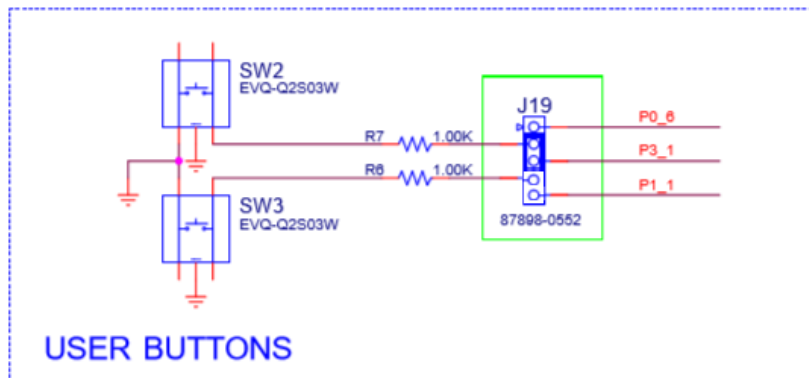 SW2
EVQ-Q2S03W
J19
P0_6
R7 1.00K
P3_1
R6 1.00K
P1_1
SW3
EVQ-Q2S03W
87898-0552
USER BUTTONS